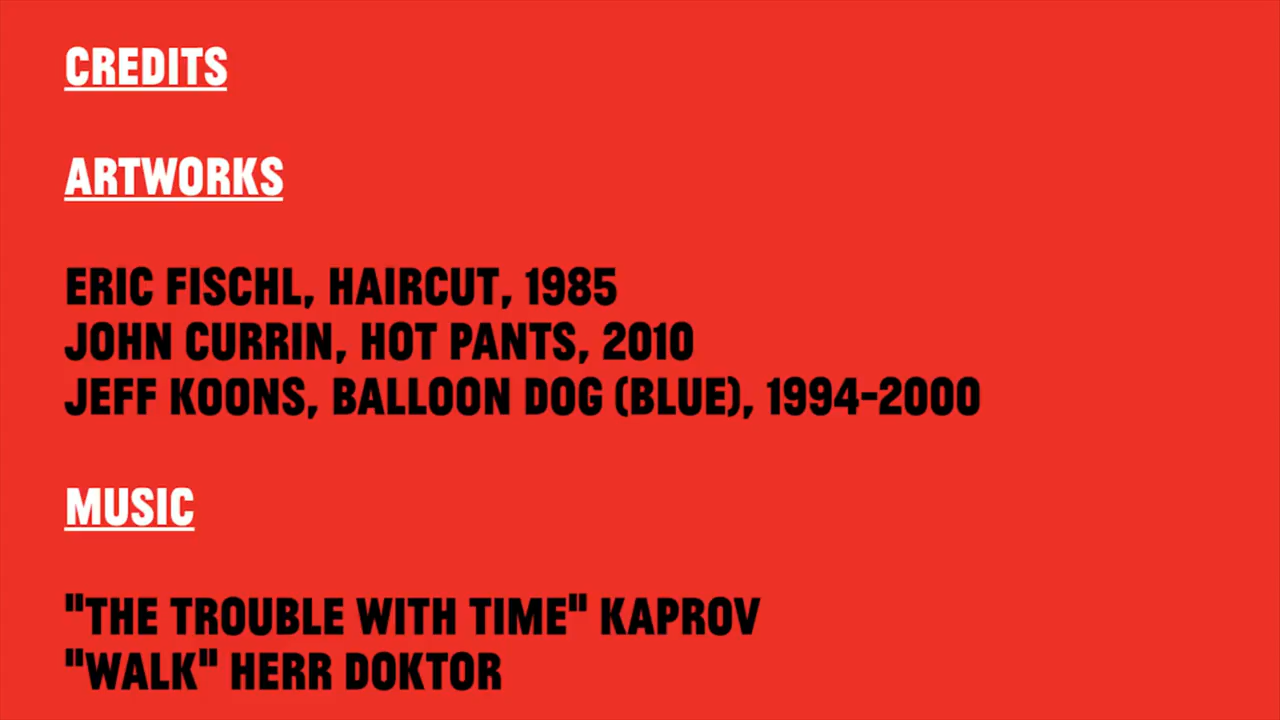 CREDITS
ARTWORKS
ERIC FISCHL, HAIRCUT, 1985
JOHN CURRIN, HOT PANTS, 2010
JEFF KOONS, BALLOON DOG (BLUE), 1994-2000
MUSIC
"THE TROUBLE WITH TIME" KAPROV
"WALK" HERR DOKTOR